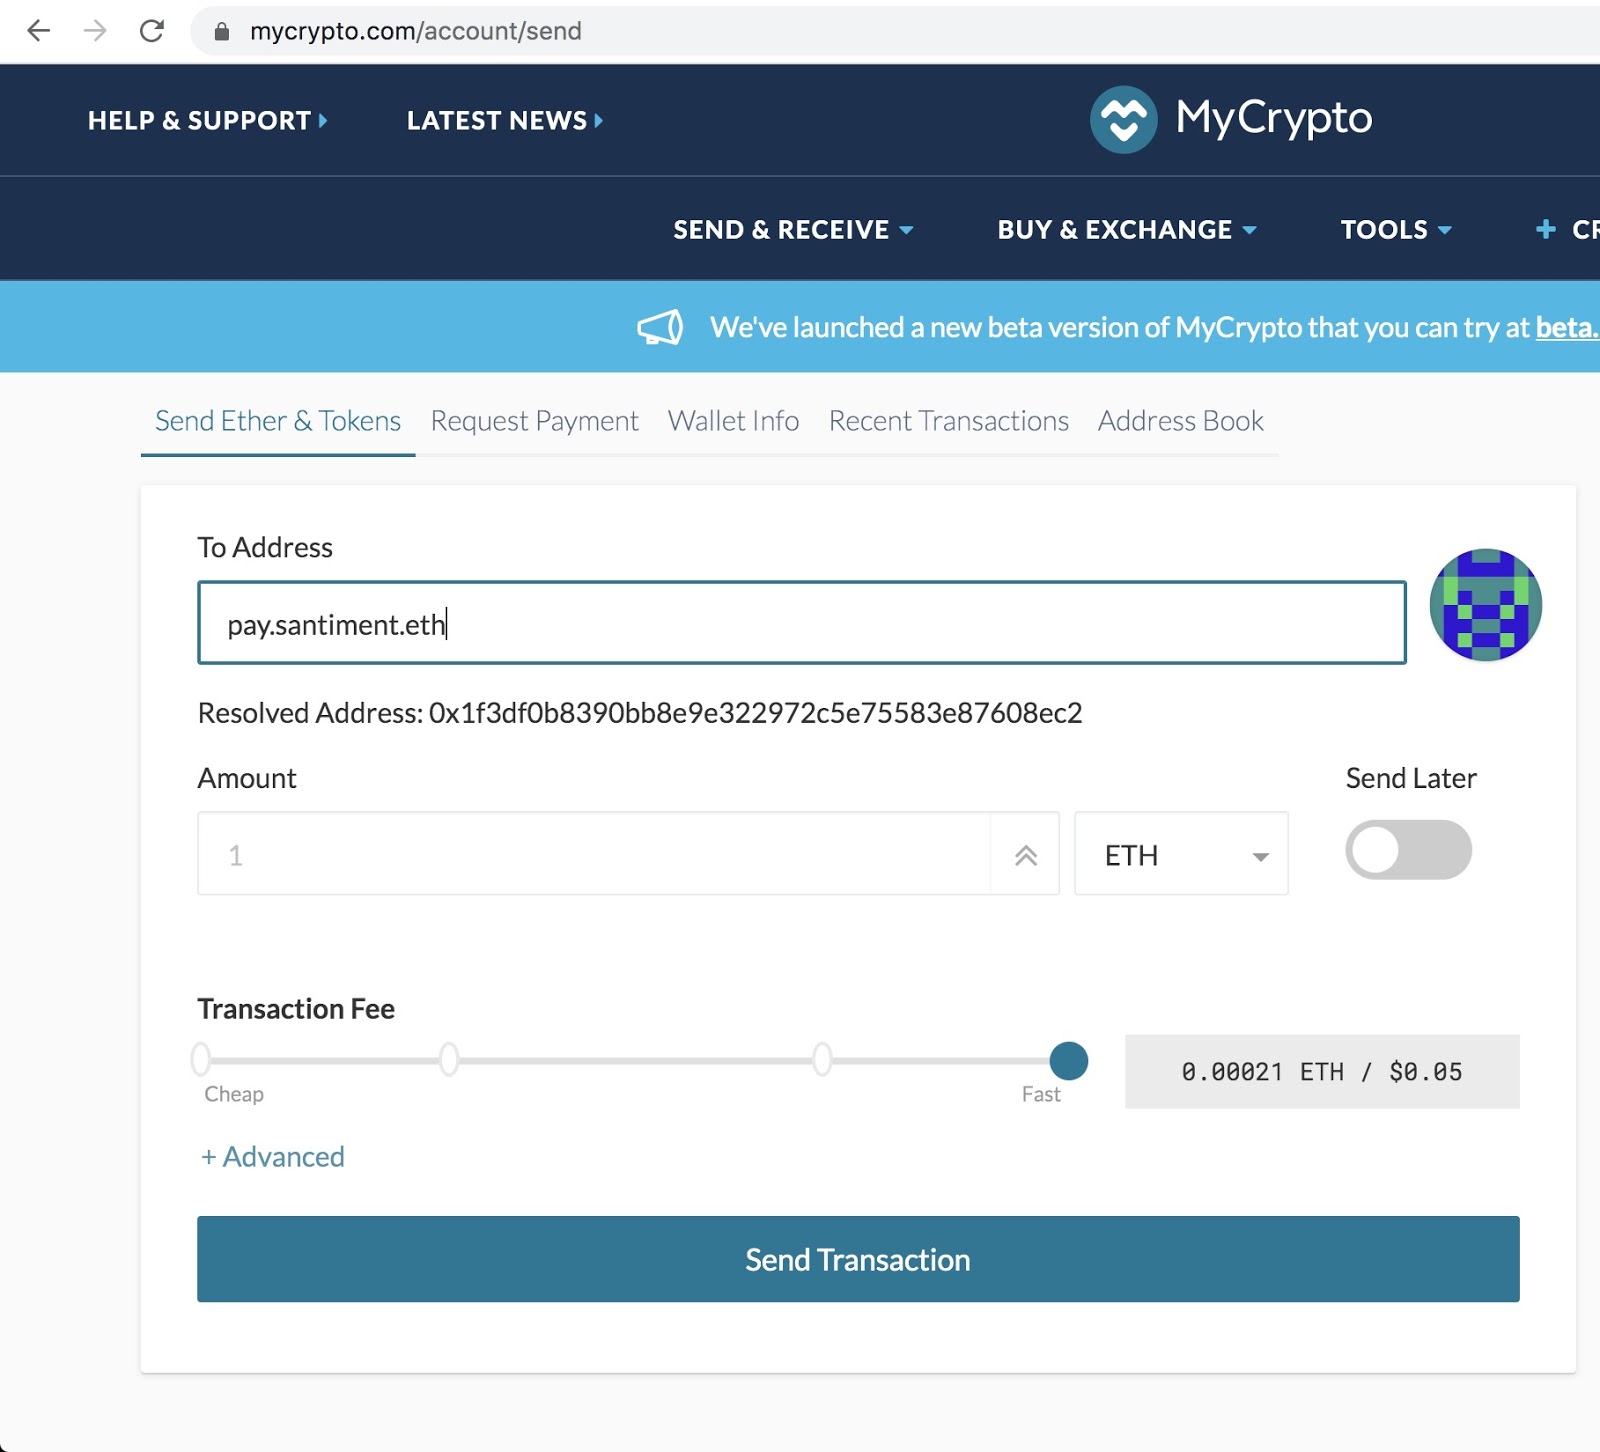 mycrypto.com/account/send
HELP & SUPPORT
LATEST NEWS
MyCrypto
SEND & RECEIVE
BUY & EXCHANGE
TOOLS
+ CR
We've launched a new beta version of MyCrypto that you can try at beta.
Send Ether & Tokens
Request Payment
Wallet Info
Recent Transactions
Address Book
To Address
pay.santiment.eth
Resolved Address: 0x1f3df0b8390bb8e9e322972c5e75583e87608ec2
Amount
Send Later
1
ETH
Transaction Fee
0.00021 ETH / $0.05
Cheap
Fast
+ Advanced
Send Transaction